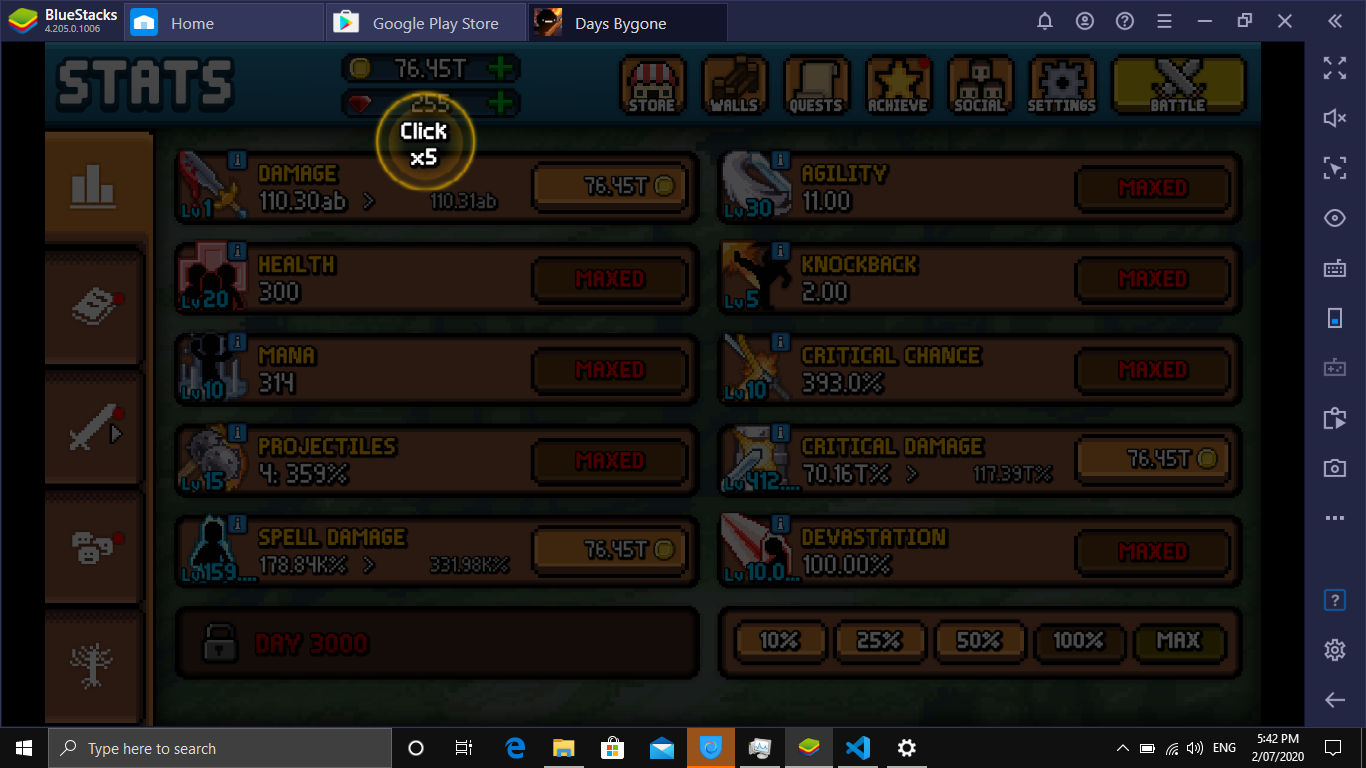 BlueStacks
4.205.0.1006
Home
Google Play Store
Days Bygone
STATS
76.45T
255
STORE
WALLS
QUESTS
ACHIEVE
SOCIAL
SETTINGS
BATTLE
Click
x5
DAMAGE
110.30ab > 110.31ab
Lv1
76.45T
AGILITY
11.00
Lv30
MAXED
HEALTH
300
Lv20
MAXED
KNOCKBACK
2.00
Lv5
MAXED
MANA
314
Lv10
MAXED
CRITICAL CHANCE
393.0%
Lv10
MAXED
PROJECTILES
4: 359%
Lv15
MAXED
CRITICAL DAMAGE
70.16T% > 117.39T%
Lv412....
76.45T
SPELL DAMAGE
178.84K% > 331.98K%
Lv159....
76.45T
DEVASTATION
100.00%
Lv10.0...
MAXED
DAY 3000
10% 25% 50% 100% MAX
Type here to search
ENG
5:42 PM
2/07/2020